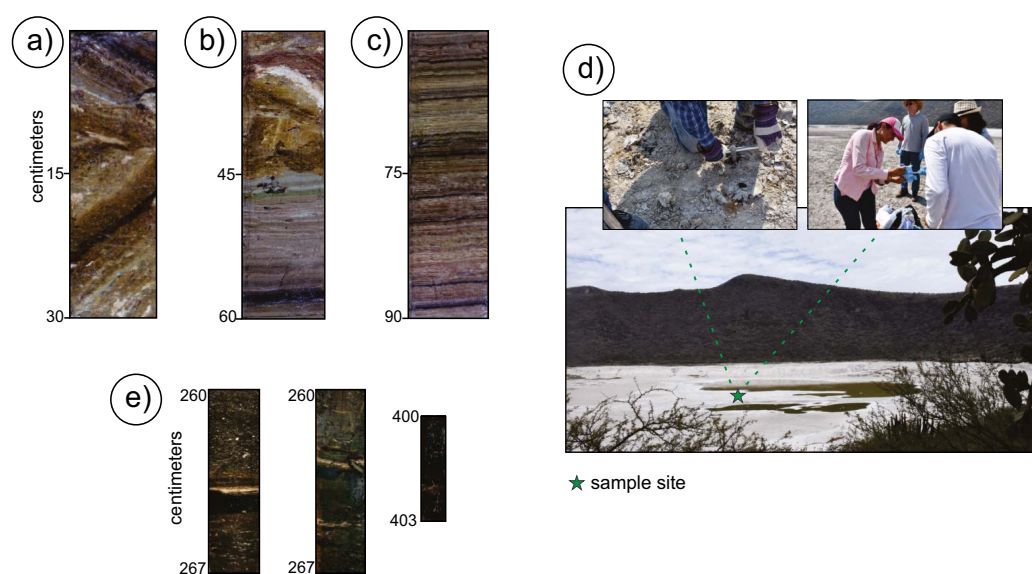 a)
b)
c)
d)
centimeters
15
30
45
60
75
90
e)
centimeters
260
267
260
267
400
403
sample site